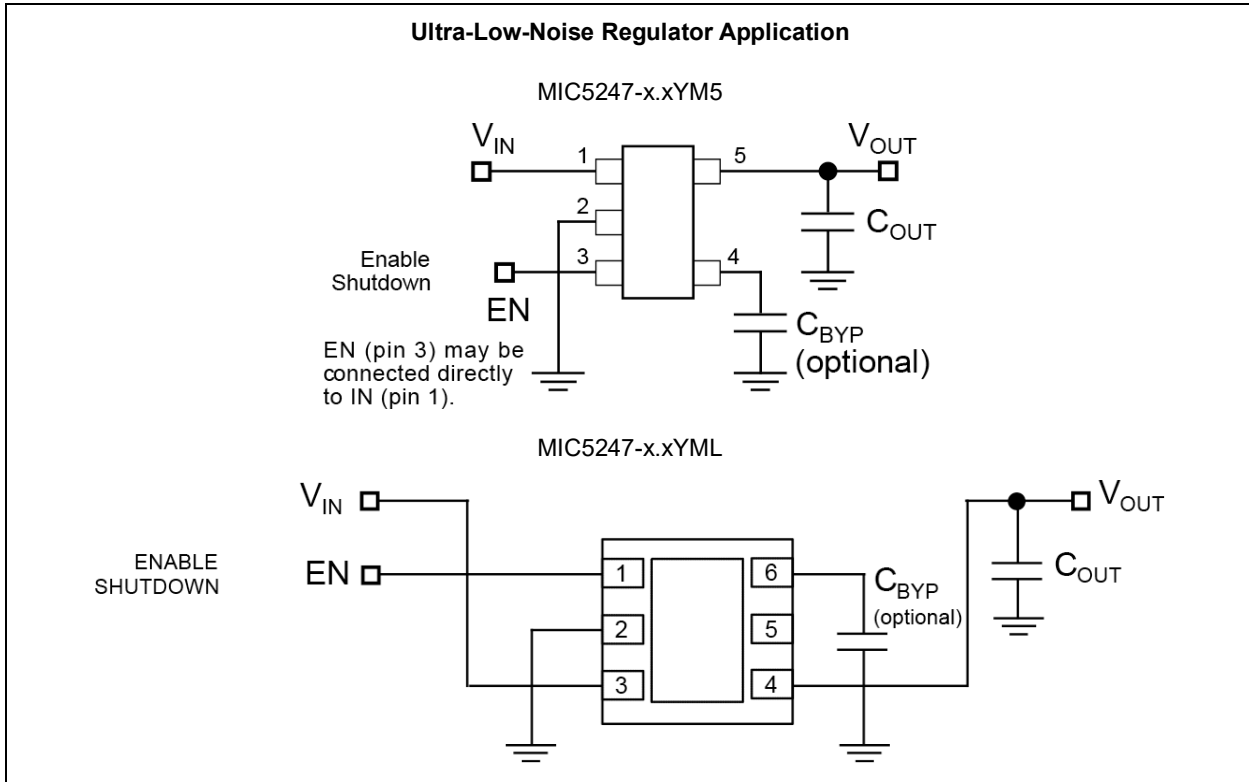 Ultra-Low-Noise Regulator Application
MIC5247-x.xYM5
VIN
1
5
VOUT
2
COUT
Enable
Shutdown
3
4
EN
CBYP
(optional)
EN (pin 3) may be
connected directly
to IN (pin 1).
MIC5247-x.xYML
VIN
VOUT
ENABLE
SHUTDOWN
EN
1
6
CBYP
(optional)
COUT
2
5
3
4